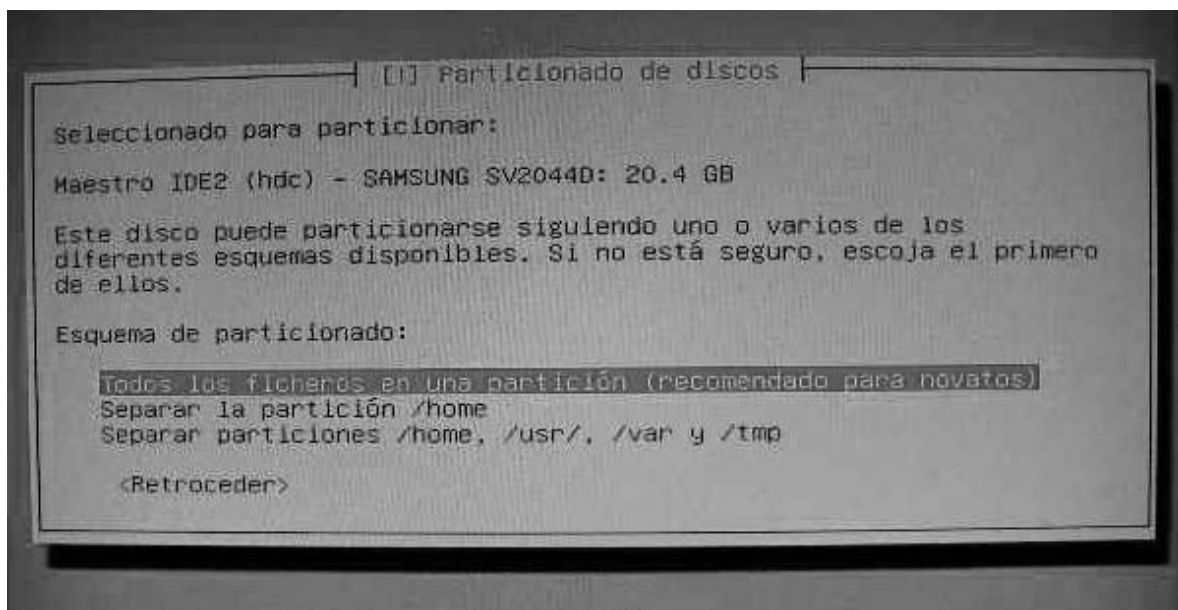 [!] Particionado de discos
Seleccionado para particionar:
Maestro IDE2 (hdc) - SAMSUNG SV2044D: 20.4 GB
Este disco puede particionarse siguiendo uno o varios de los
diferentes esquemas disponibles. Si no está seguro, escoja el primero
de ellos.
Esquema de particionado:
Todos los ficheros en una partición (recomendado para novatos)
Separar la partición /home
Separar particiones /home, /usr/, /var y /tmp
<Retroceder>